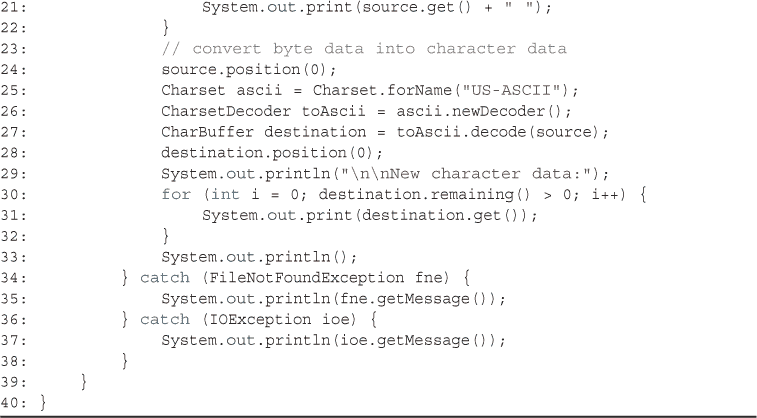 21:                 System.out.print(source.get() + " ");
22:             }
23:             // convert byte data into character data
24:             source.position(0);
25:             Charset ascii = Charset.forName("US-ASCII");
26:             CharsetDecoder toAscii = ascii.newDecoder();
27:             CharBuffer destination = toAscii.decode(source);
28:             destination.position(0);
29:             System.out.println("\n\nNew character data:");
30:             for (int i = 0; destination.remaining() > 0; i++) {
31:                 System.out.print(destination.get());
32:             }
33:             System.out.println();
34:         } catch (FileNotFoundException fne) {
35:             System.out.println(fne.getMessage());
36:         } catch (IOException ioe) {
37:             System.out.println(ioe.getMessage());
38:         }
39:     }
40: }